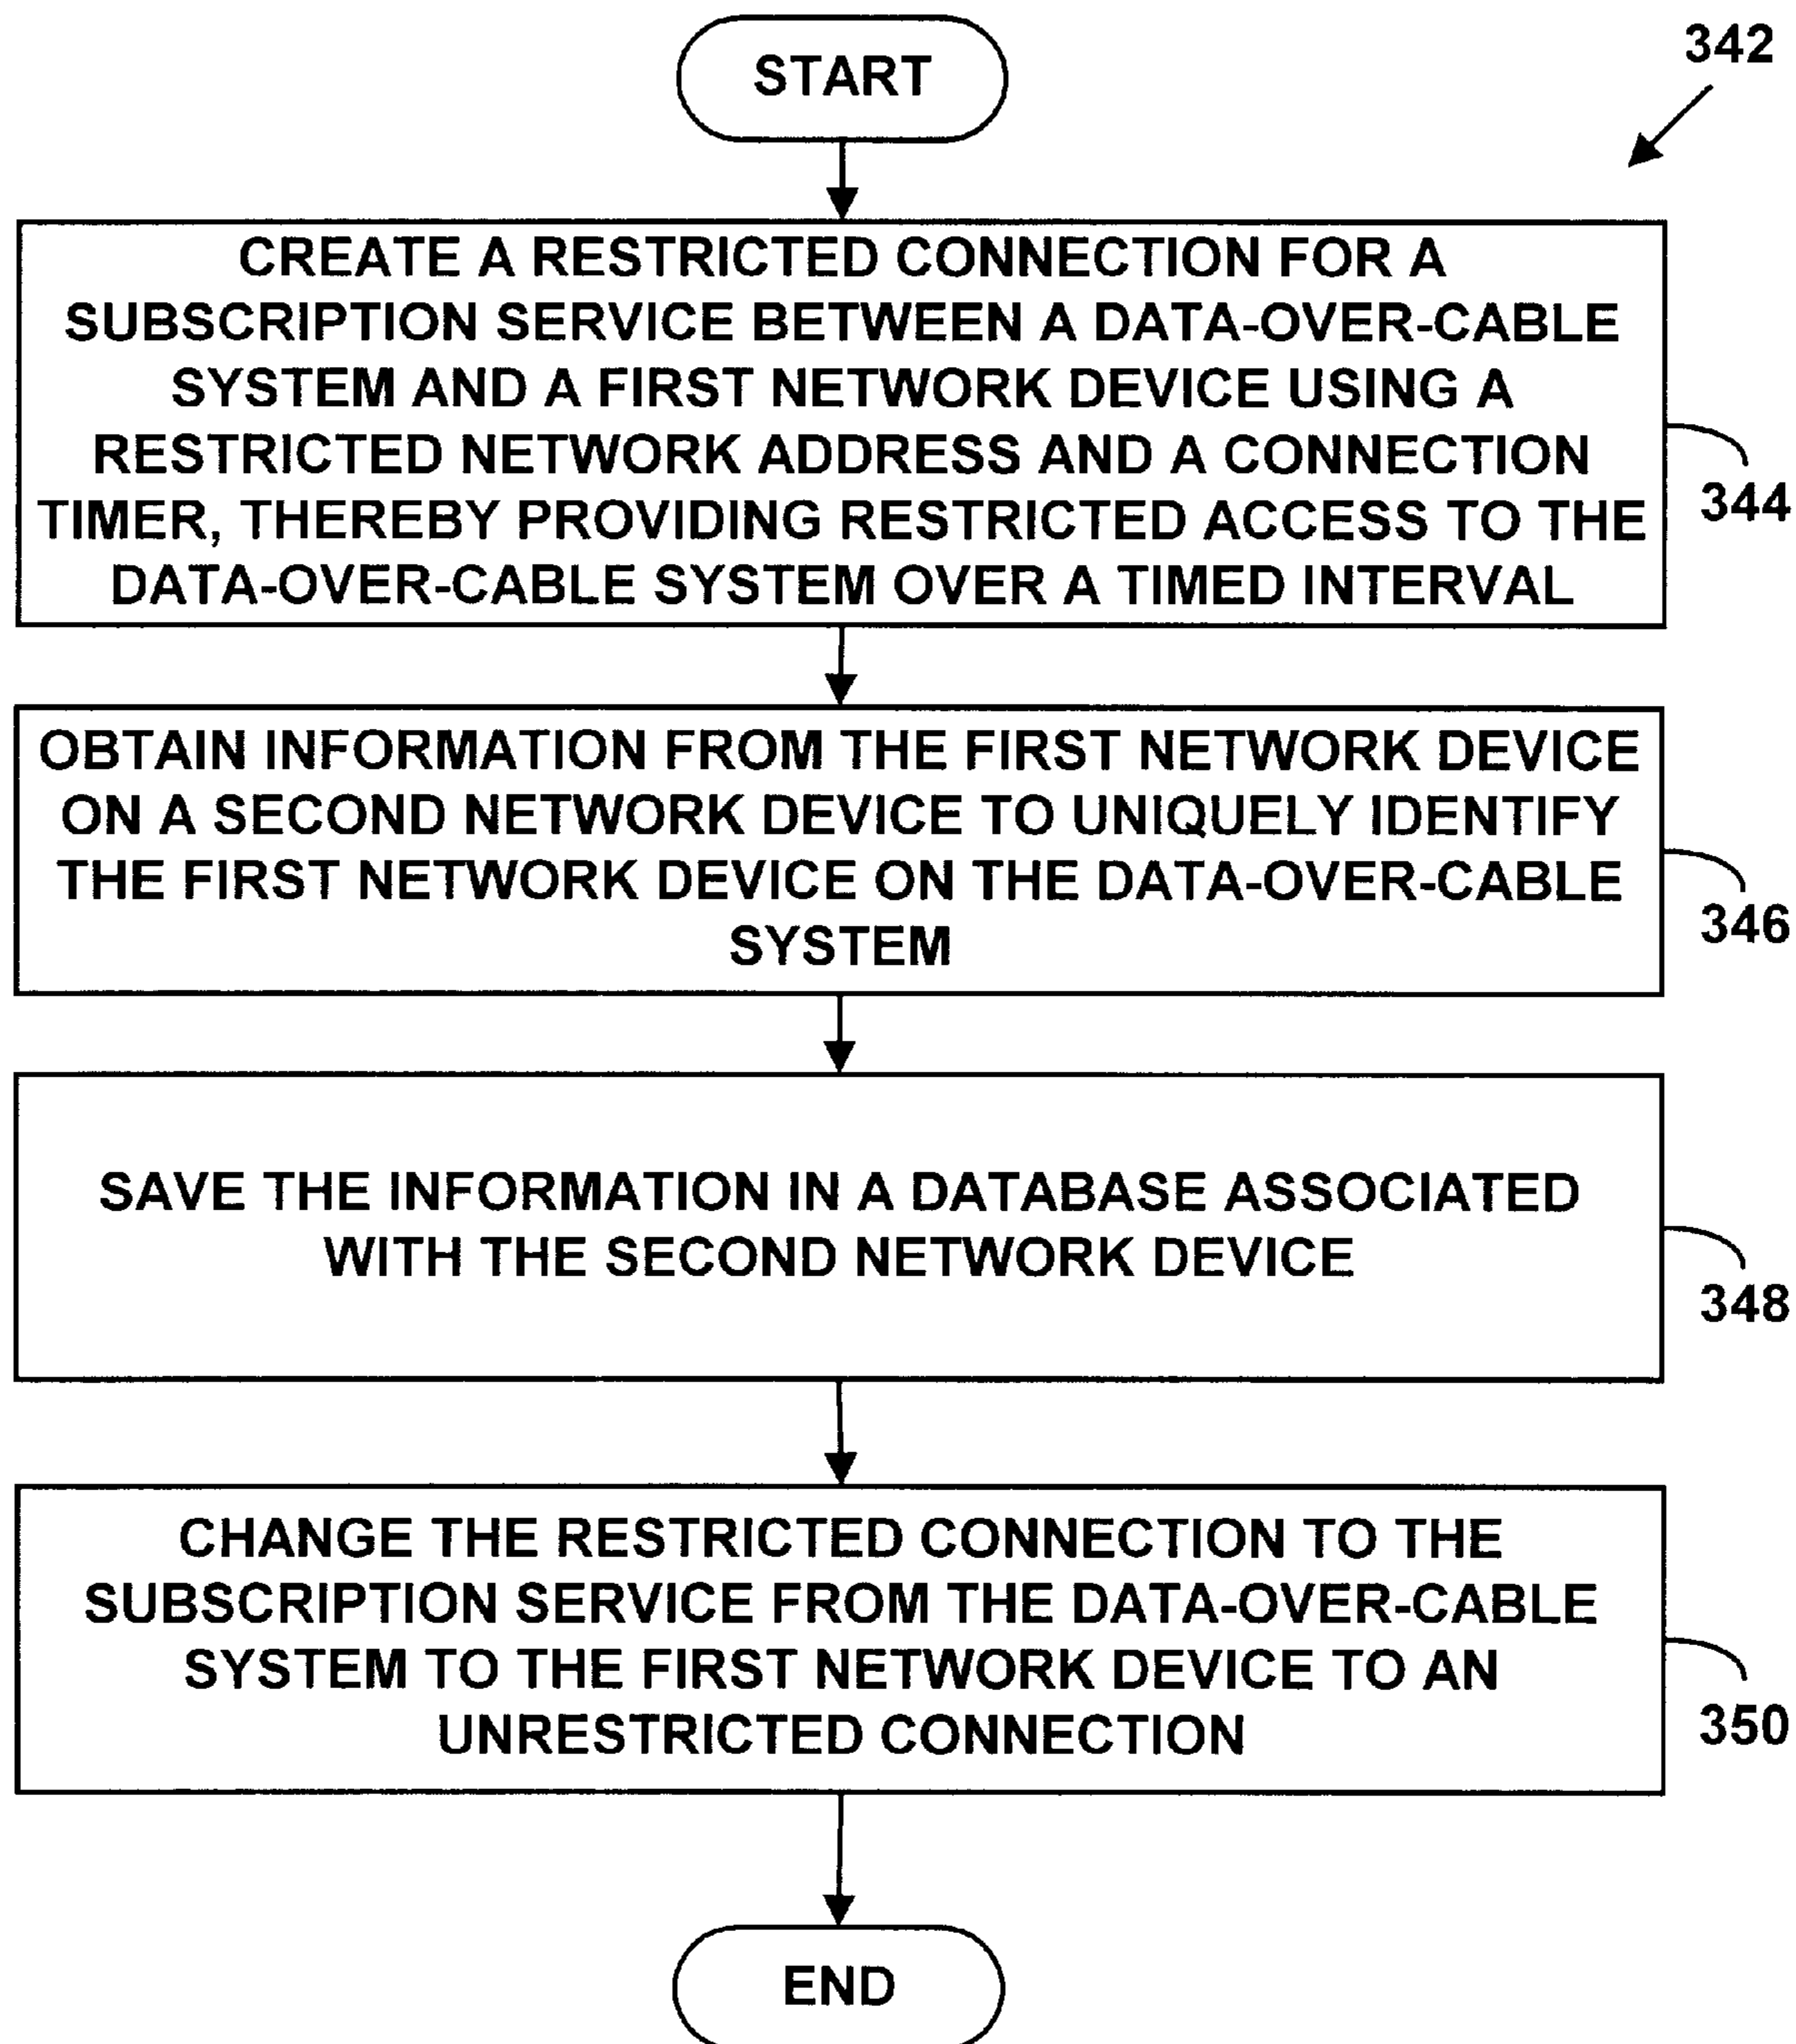 START
342
CREATE A RESTRICTED CONNECTION FOR A
SUBSCRIPTION SERVICE BETWEEN A DATA-OVER-CABLE
SYSTEM AND A FIRST NETWORK DEVICE USING A
RESTRICTED NETWORK ADDRESS AND A CONNECTION
TIMER, THEREBY PROVIDING RESTRICTED ACCESS TO THE
DATA-OVER-CABLE SYSTEM OVER A TIMED INTERVAL
344
OBTAIN INFORMATION FROM THE FIRST NETWORK DEVICE
ON A SECOND NETWORK DEVICE TO UNIQUELY IDENTIFY
THE FIRST NETWORK DEVICE ON THE DATA-OVER-CABLE
SYSTEM
346
SAVE THE INFORMATION IN A DATABASE ASSOCIATED
WITH THE SECOND NETWORK DEVICE
348
CHANGE THE RESTRICTED CONNECTION TO THE
SUBSCRIPTION SERVICE FROM THE DATA-OVER-CABLE
SYSTEM TO THE FIRST NETWORK DEVICE TO AN
UNRESTRICTED CONNECTION
350
END